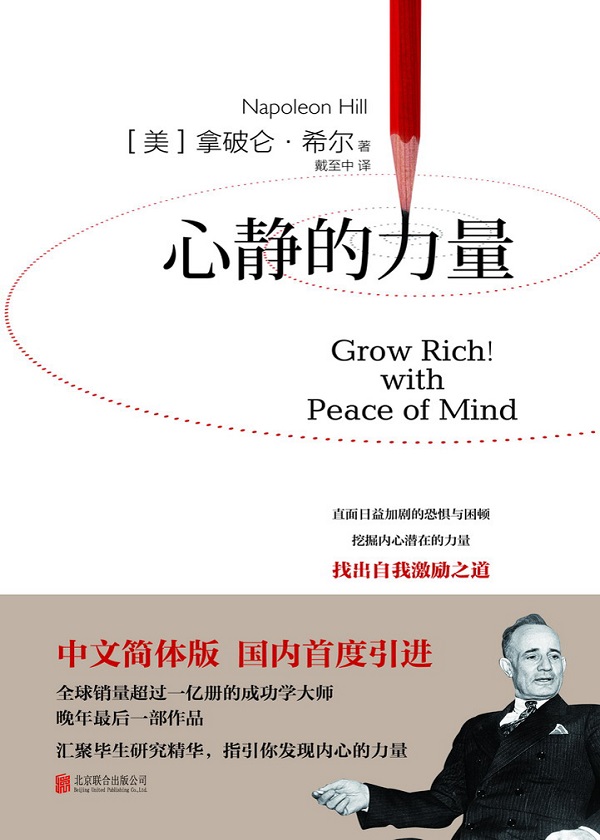 Napoleon Hill
[美] 拿破仑·希尔 著
戴至中 译
心静的力量
Grow Rich!
with
Peace of Mind
直面日益加剧的恐惧与困顿
挖掘内心潜在的力量
找出自我激励之道
中文简体版 国内首度引进
全球销量超过一亿册的成功学大师
晚年最后一部作品
汇聚毕生研究精华，指引你发现内心的力量
北京联合出版公司
Beijing United Publishing Co.,Ltd.